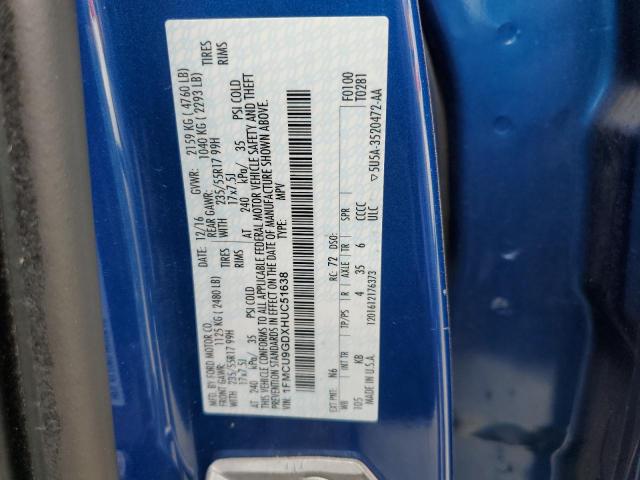 MFD. BY FORD MOTOR CO.
DATE: 12/16 GVWR: 2159 KG ( 4760 LB)
FRONT GAWR: 1125 KG ( 2480 LB) REAR GAWR: 1040 KG ( 2293 LB)
WITH 235/55R17 99H TIRES WITH 235/55R17 99H TIRES
17x7.5J RIMS 17x7.5J RIMS
AT 240 kPa/ 35 PSI COLD AT 240 kPa/ 35 PSI COLD
THIS VEHICLE CONFORMS TO ALL APPLICABLE FEDERAL MOTOR VEHICLE SAFETY AND THEFT
PREVENTION STANDARDS IN EFFECT ON THE DATE OF MANUFACTURE SHOWN ABOVE.
VIN: 1FMCU9GDXHUC51638 TYPE: MPV
F0100
T0281
EXT PNT: N6 RC: 72 DSO:
WB INT TR TP/PS R AXLE TR SPR
105 KB 4 35 6 CCCC
ULC
MADE IN U.S.A. 1201612176373
▽5U5A-3520472-AA